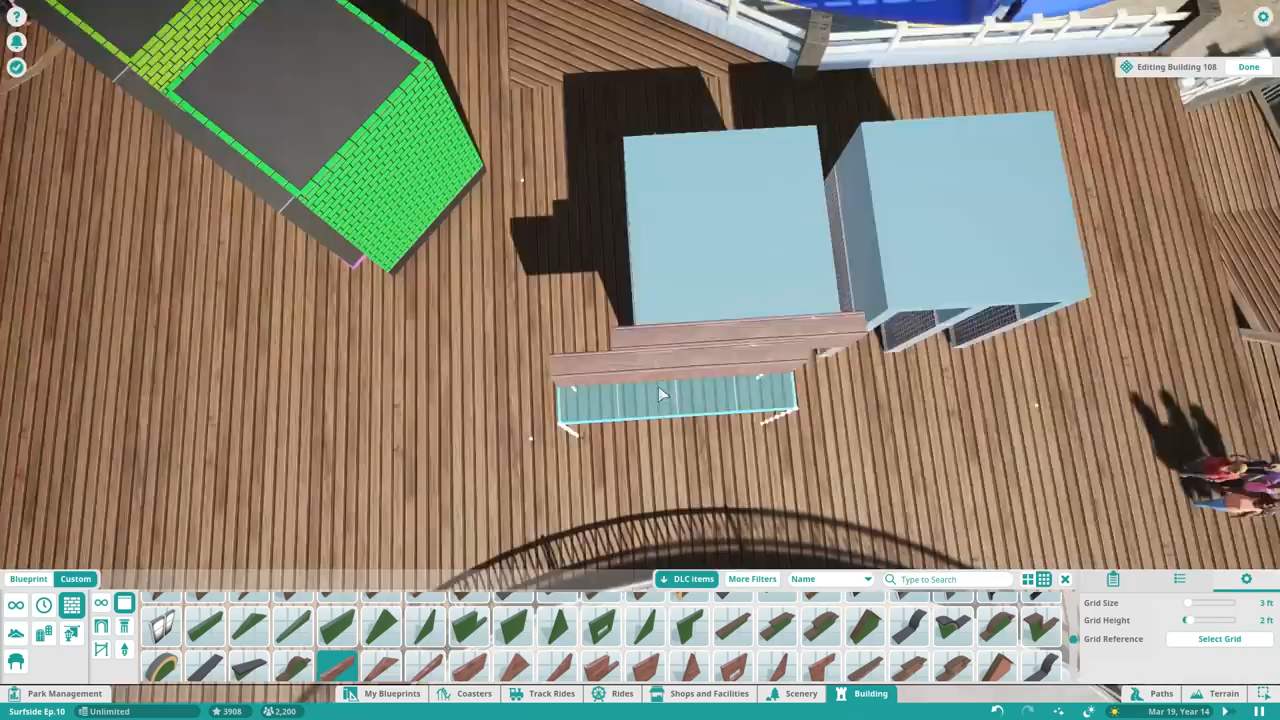 ?
Editing Building 108 Done
Blueprint Custom DLC items More Filters Name Type to Search
Grid Size 3 ft
Grid Height 2 ft
Grid Reference Select Grid
Park Management My Blueprints Coasters Track Rides Rides Shops and Facilities Scenery Building Paths Terrain
Surfside Ep.10 Unlimited 3908 2,200 Mar 19, Year 14